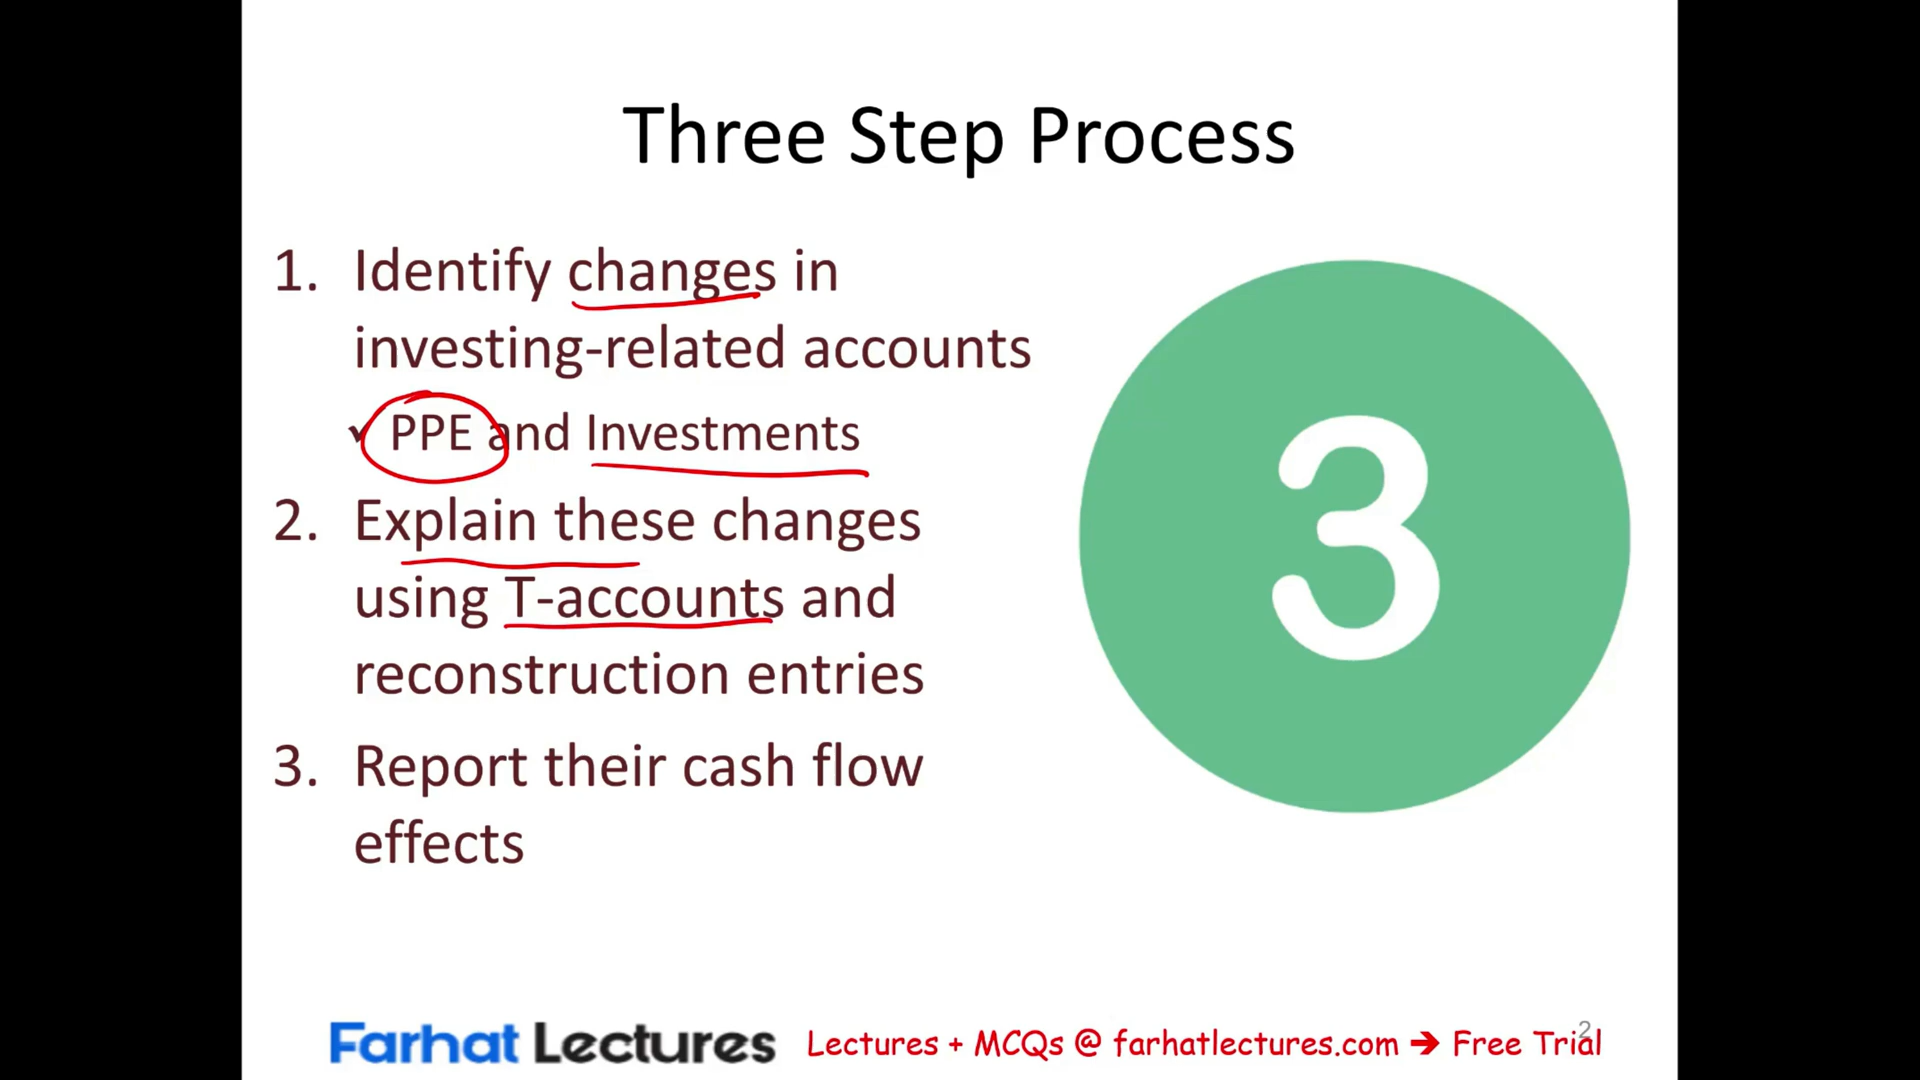 Three Step Process
1. Identify changes in
investing-related accounts
✓ PPE and Investments
2. Explain these changes
using T-accounts and
reconstruction entries
3. Report their cash flow
effects
3
Farhat Lectures Lectures + MCQs @ farhatlectures.com ➔ Free Trial
2